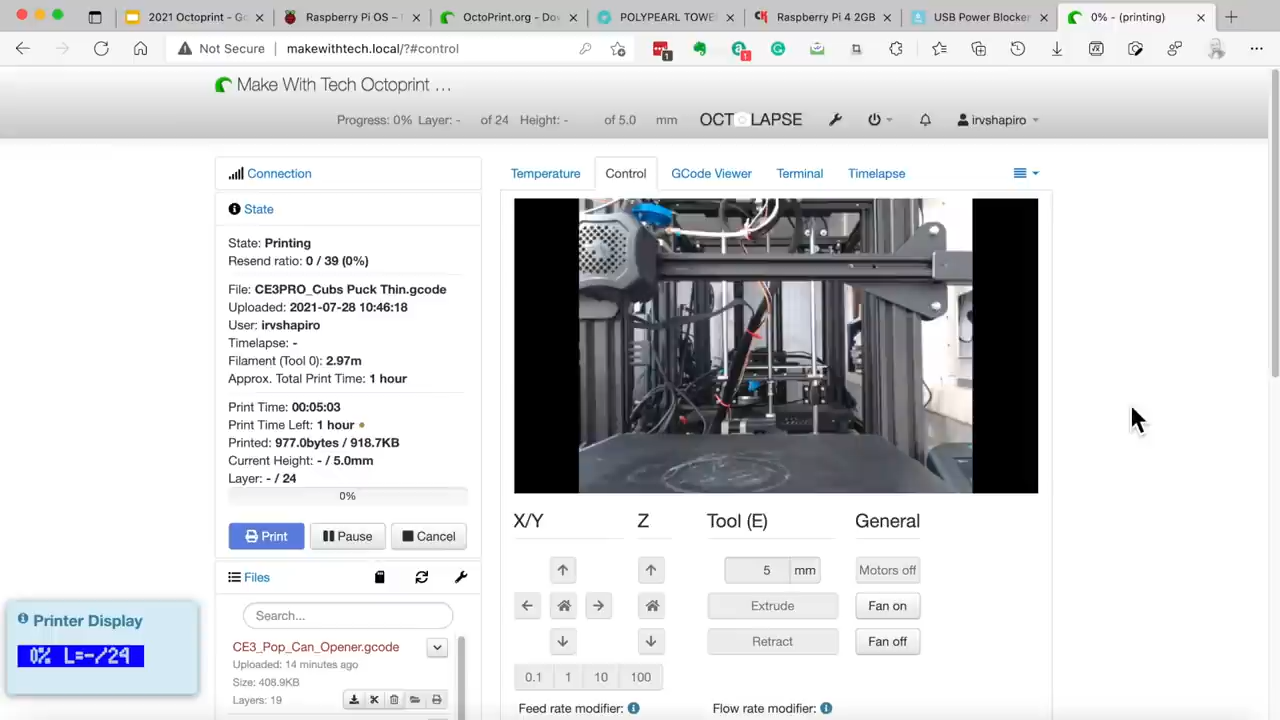 2021 Octoprint - Go
Raspberry Pi OS –
OctoPrint.org - Dow
POLYPEARL TOWE
Raspberry Pi 4 2GB
USB Power Blocker
0% - (printing)
Not Secure
makewithtech.local/?#control
1
1
Make With Tech Octoprint …
Progress: 0% Layer: - of 24 Height: - of 5.0 mm
OCTOLAPSE
irvshapiro
Connection
State
State: Printing
Resend ratio: 0 / 39 (0%)
File: CE3PRO_Cubs Puck Thin.gcode
Uploaded: 2021-07-28 10:46:18
User: irvshapiro
Timelapse: -
Filament (Tool 0): 2.97m
Approx. Total Print Time: 1 hour
Print Time: 00:05:03
Print Time Left: 1 hour
Printed: 977.0bytes / 918.7KB
Current Height: - / 5.0mm
Layer: - / 24
0%
Print
Pause
Cancel
Files
Search...
CE3_Pop_Can_Opener.gcode
Uploaded: 14 minutes ago
Size: 408.9KB
Layers: 19
Printer Display
0% L=-/24
Temperature
Control
GCode Viewer
Terminal
Timelapse
X/Y
Z
Tool (E)
General
5 mm
Motors off
Extrude
Fan on
Retract
Fan off
0.1 1 10 100
Feed rate modifier:
Flow rate modifier: